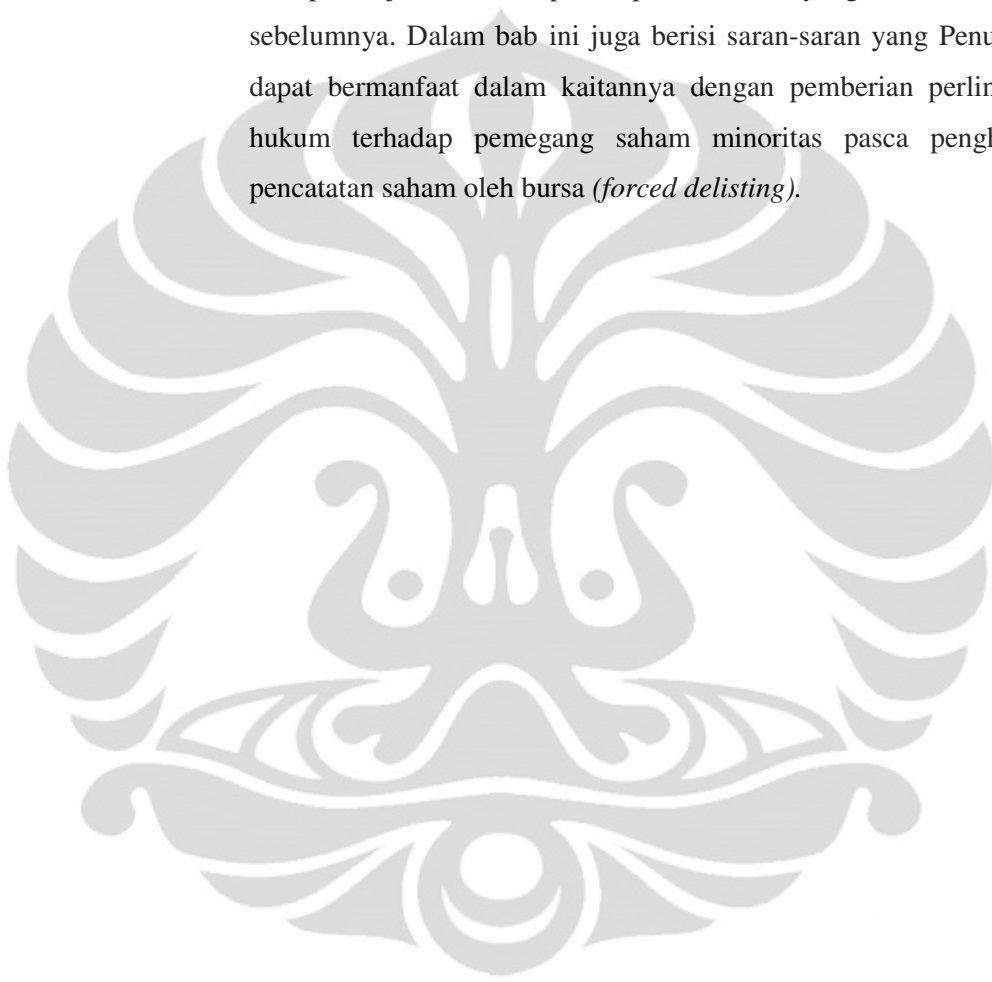 sebelumnya. Dalam bab ini juga berisi saran-saran yang Penu
dapat bermanfaat dalam kaitannya dengan pemberian perlin
hukum terhadap pemegang saham minoritas pasca pengh
pencatatan saham oleh bursa (forced delisting).